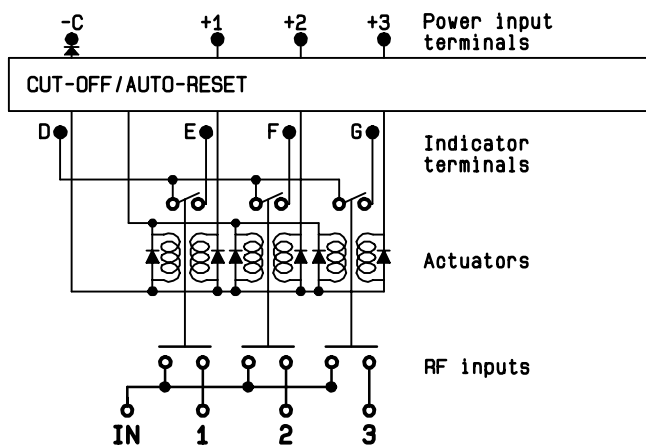 -C +1 +2 +3 Power input
terminals
CUT-OFF/AUTO-RESET
D E F G Indicator
terminals
Actuators
RF inputs
IN 1 2 3